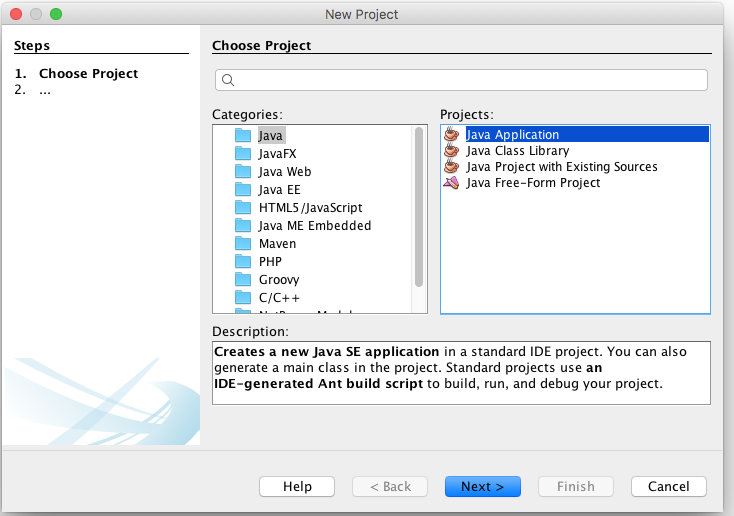 New Project
Steps
1. Choose Project
2. ...
Choose Project
Categories:
Java
JavaFX
Java Web
Java EE
HTML5/JavaScript
Java ME Embedded
Maven
PHP
Groovy
C/C++
Projects:
Java Application
Java Class Library
Java Project with Existing Sources
Java Free-Form Project
Description:
Creates a new Java SE application in a standard IDE project. You can also
generate a main class in the project. Standard projects use an
IDE-generated Ant build script to build, run, and debug your project.
Help
< Back
Next >
Finish
Cancel